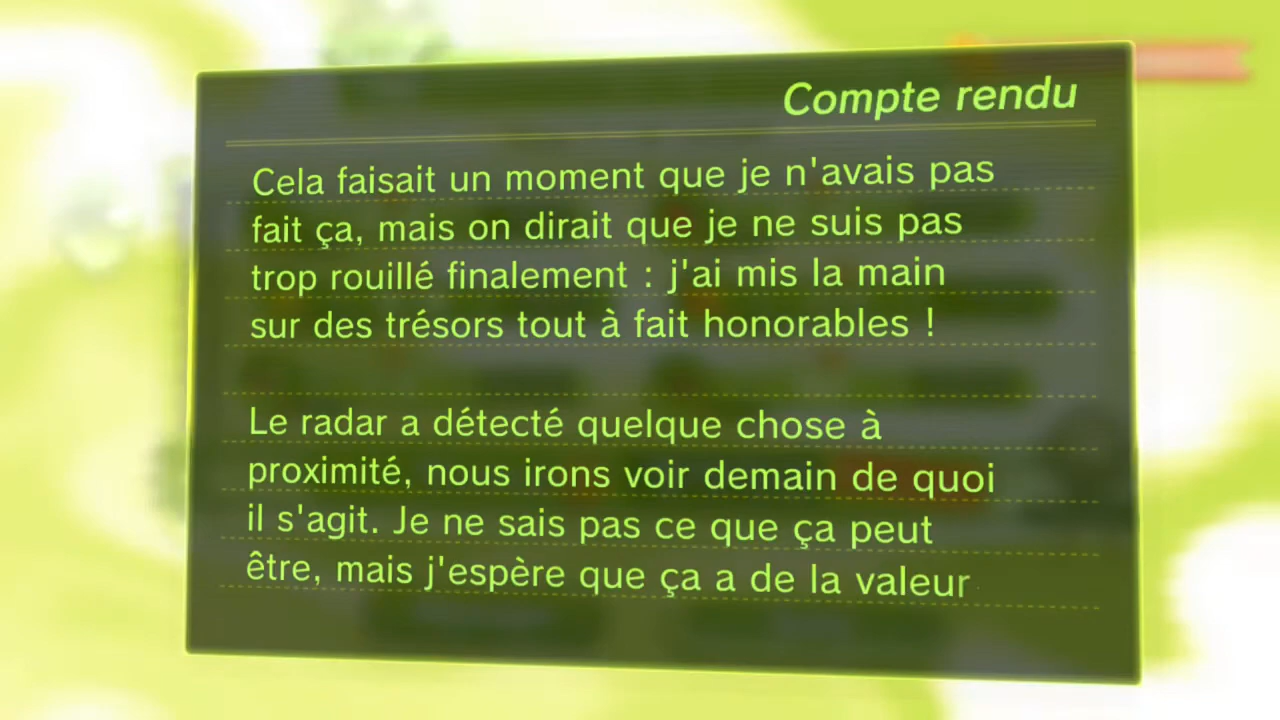 Compte rendu
Cela faisait un moment que je n'avais pas
fait ça, mais on dirait que je ne suis pas
trop rouillé finalement : j'ai mis la main
sur des trésors tout à fait honorables !
Le radar a détecté quelque chose à
proximité, nous irons voir demain de quoi
il s'agit. Je ne sais pas ce que ça peut
être, mais j'espère que ça a de la valeur